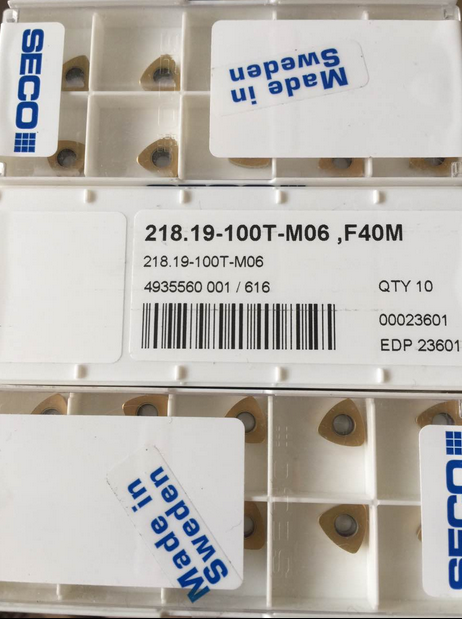 SECO
Made in
Sweden
218.19-100T-M06 ,F40M
218.19-100T-M06
4935560 001 / 616
QTY 10
00023601
EDP 23601
Made in
Sweden
SECO